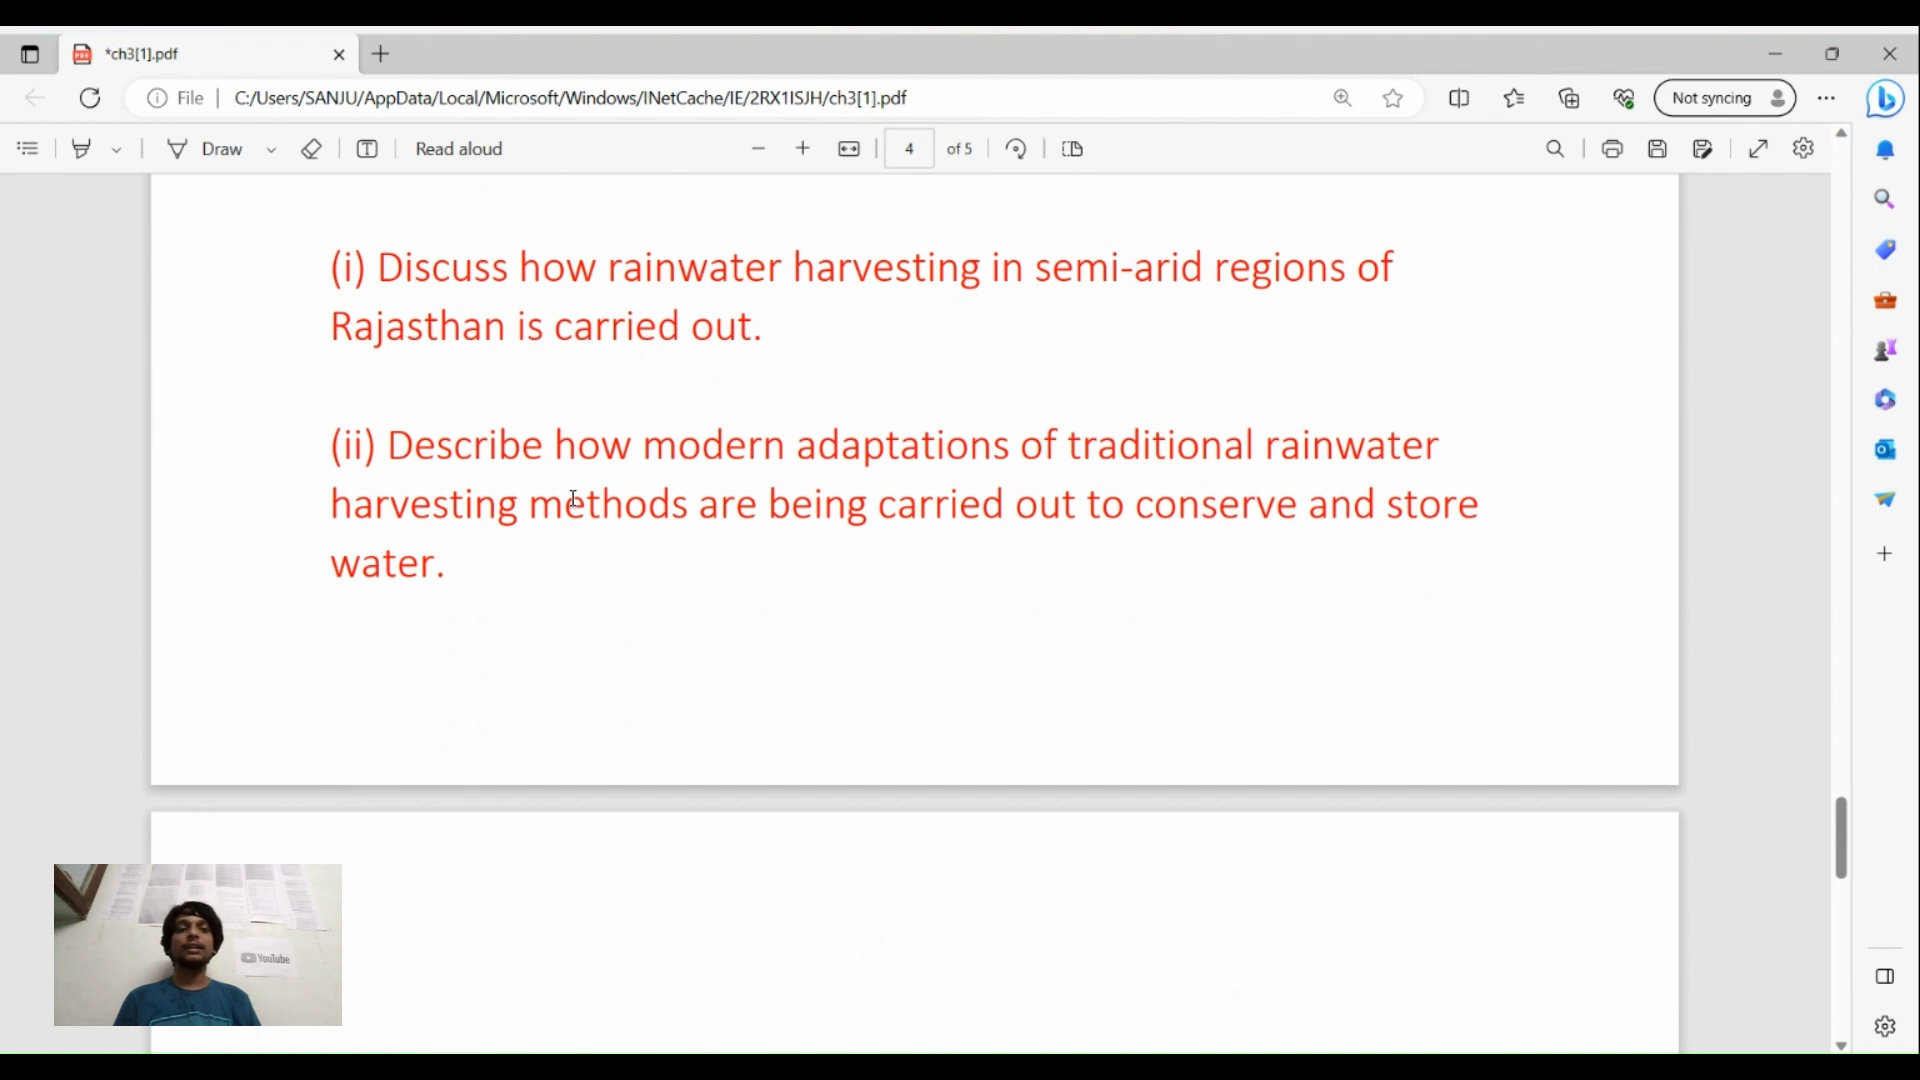 *ch3[1].pdf
File
C:/Users/SANJU/AppData/Local/Microsoft/Windows/INetCache/IE/2RX1ISJH/ch3[1].pdf
Not syncing
Draw
Read aloud
4
of 5
(i) Discuss how rainwater harvesting in semi-arid regions of
Rajasthan is carried out.
(ii) Describe how modern adaptations of traditional rainwater
harvesting methods are being carried out to conserve and store
water.
YouTube